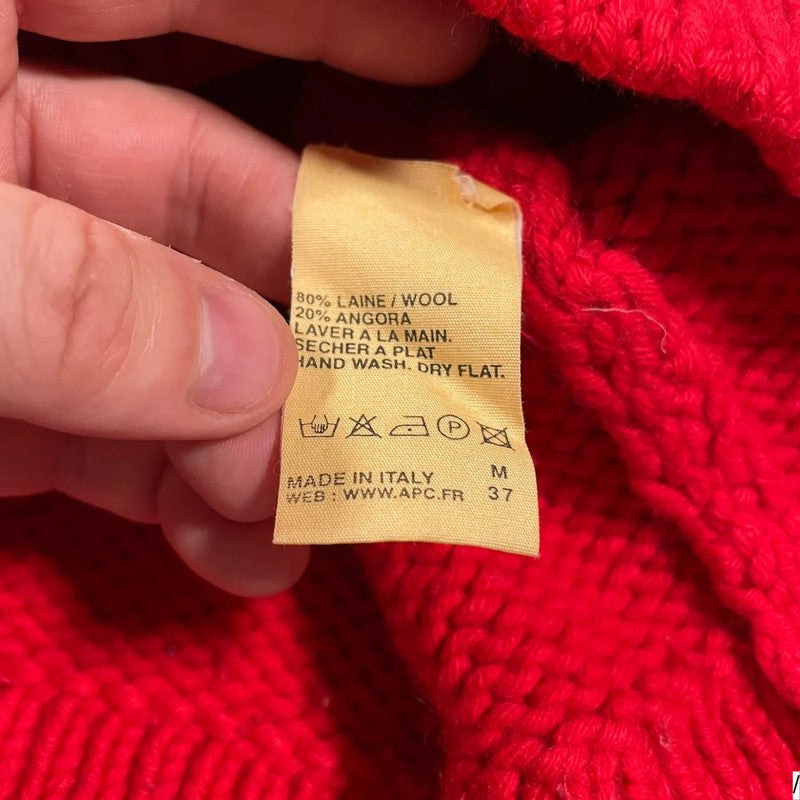 80% LAINE / WOOL
20% ANGORA
LAVER A LA MAIN.
SECHER A PLAT
HAND WASH. DRY FLAT.
P
MADE IN ITALY M
WEB : WWW.APC.FR 37